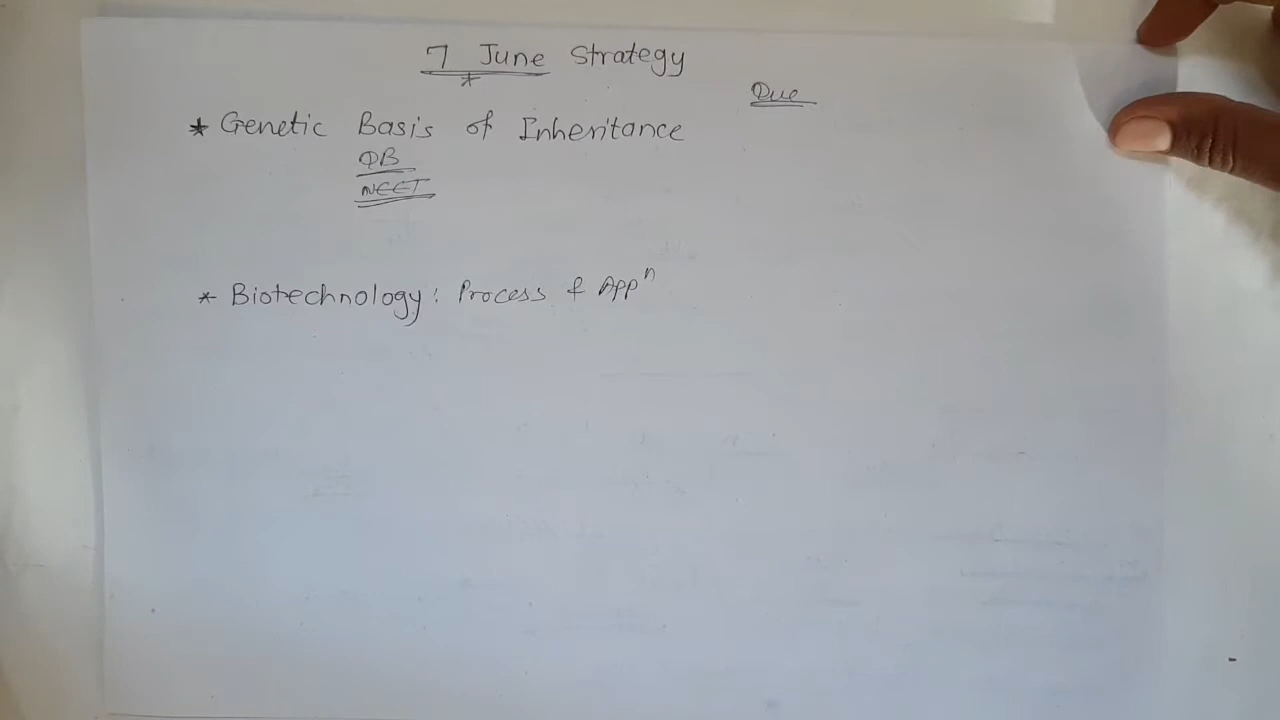 7 June Strategy
Due
* Genetic Basis of Inheritance
QB
NEET
* Biotechnology: Process & Appⁿ